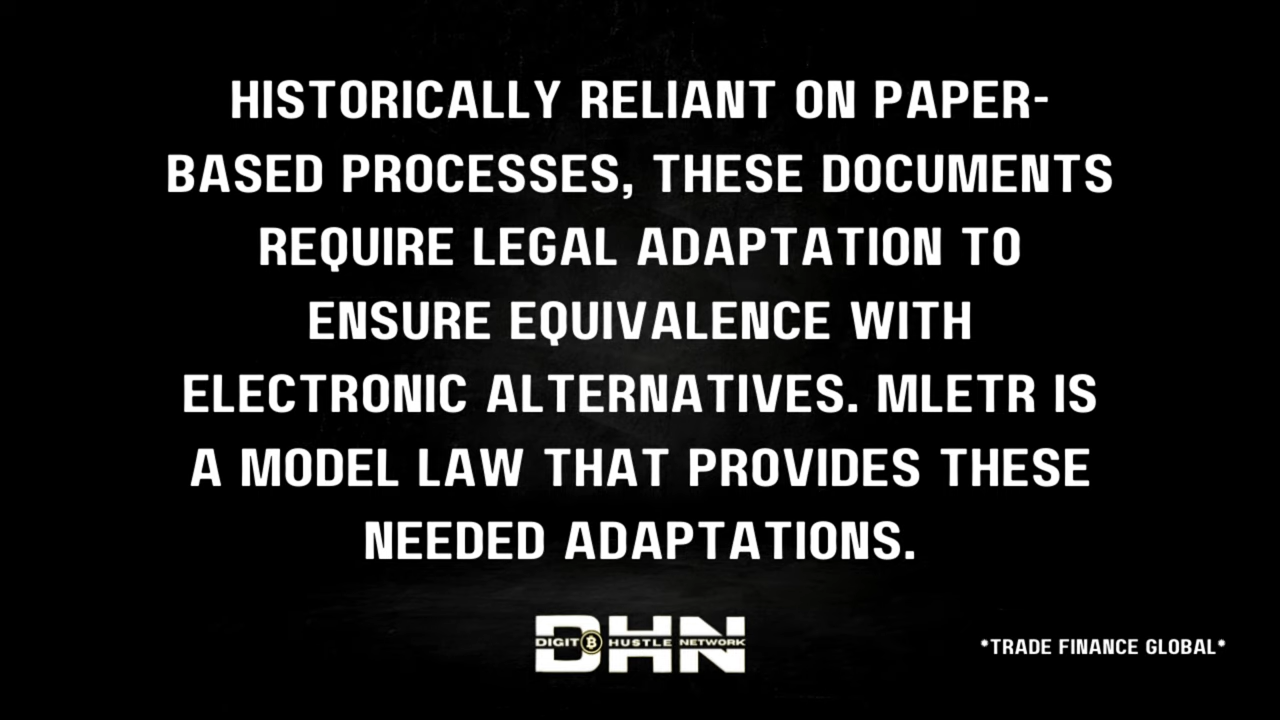 HISTORICALLY RELIANT ON PAPER-
BASED PROCESSES, THESE DOCUMENTS
REQUIRE LEGAL ADAPTATION TO
ENSURE EQUIVALENCE WITH
ELECTRONIC ALTERNATIVES. MLETR IS
A MODEL LAW THAT PROVIDES THESE
NEEDED ADAPTATIONS.
DHN
DIGIT₿ HUSTLE NETWORK
*TRADE FINANCE GLOBAL*